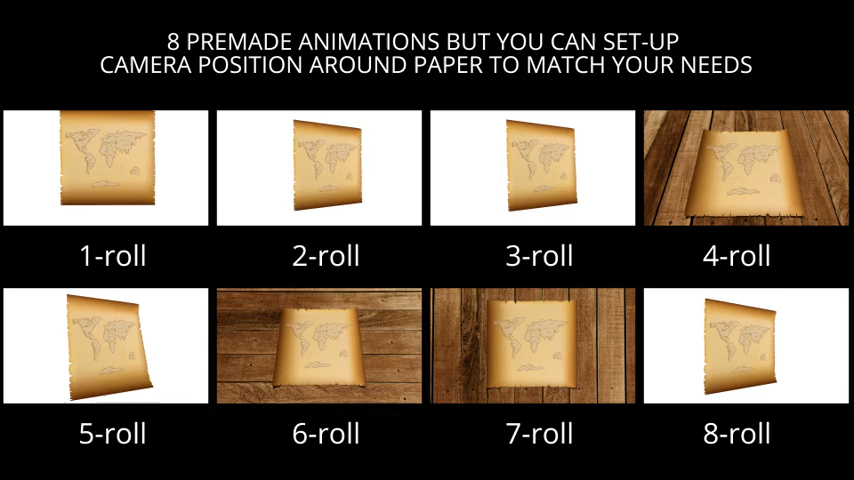 8 PREMADE ANIMATIONS BUT YOU CAN SET-UP
CAMERA POSITION AROUND PAPER TO MATCH YOUR NEEDS
1-roll
2-roll
3-roll
4-roll
5-roll
6-roll
7-roll
8-roll